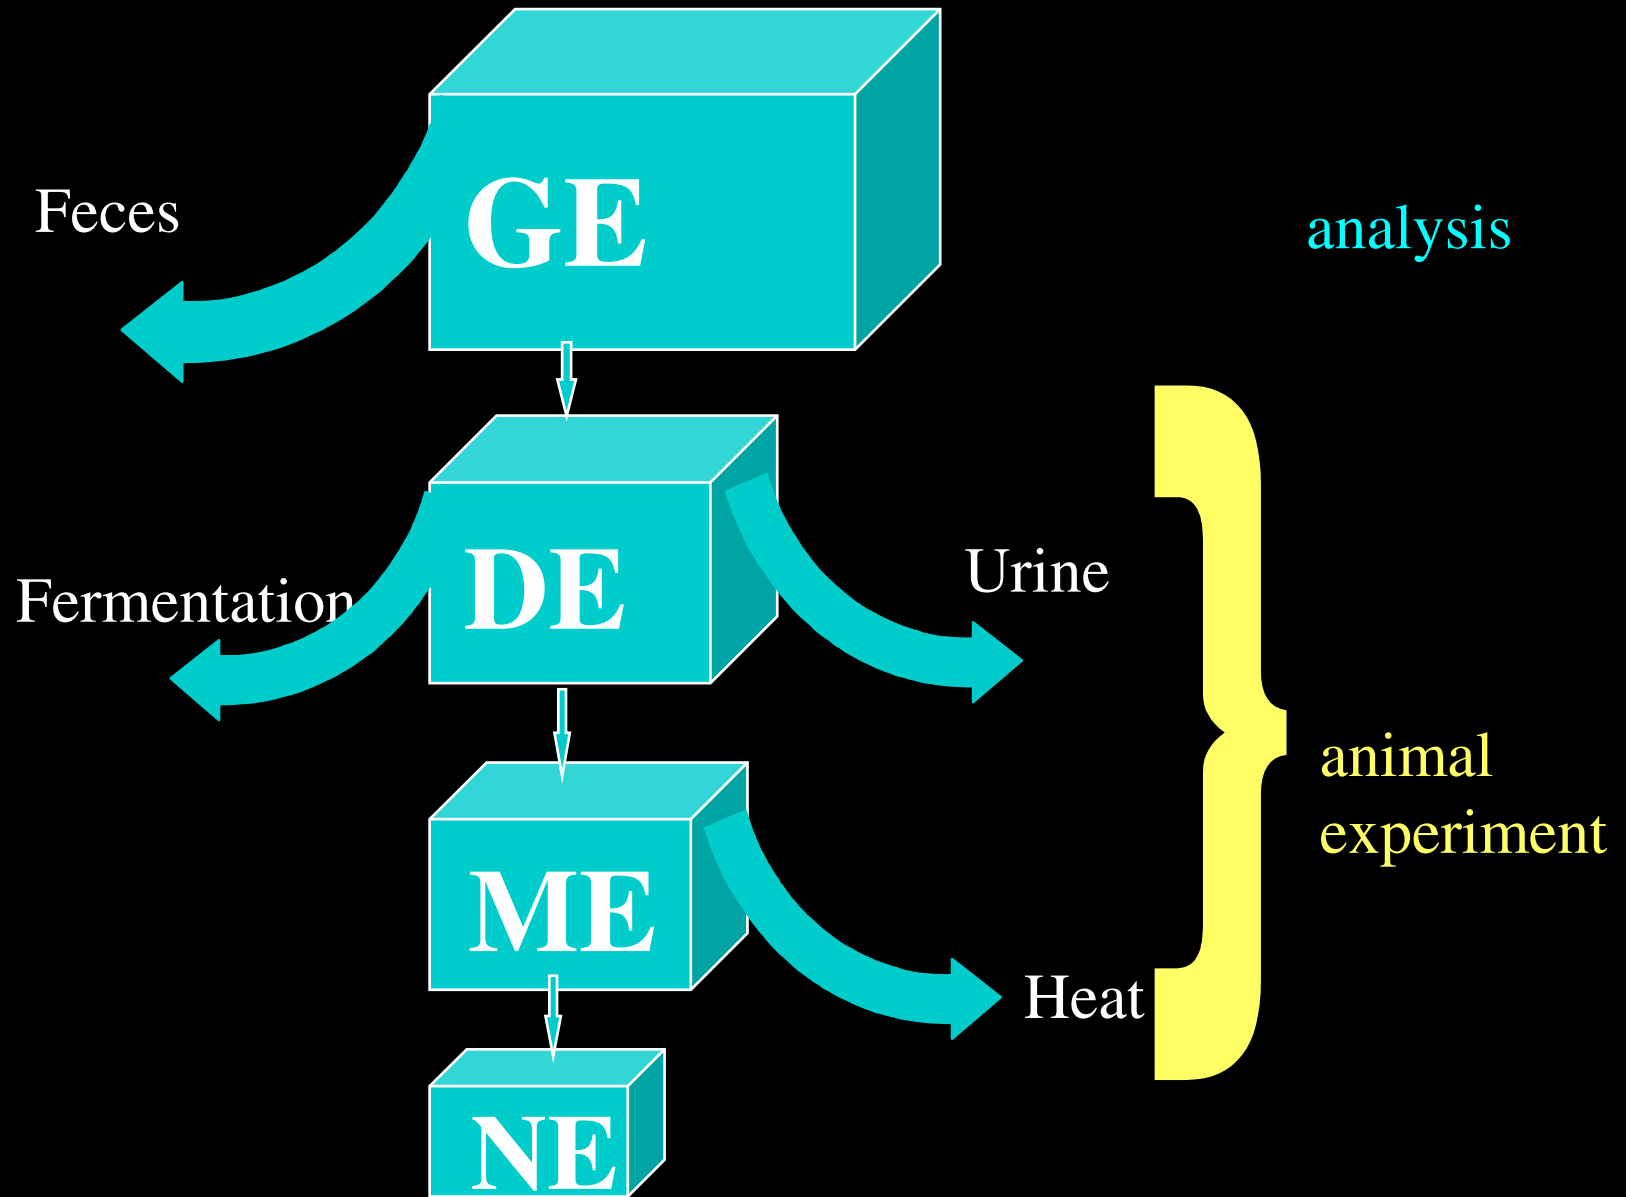 GE
Feces
analysis
DE
Urine
Fermentation
animal
experiment
ME
Heat
NE